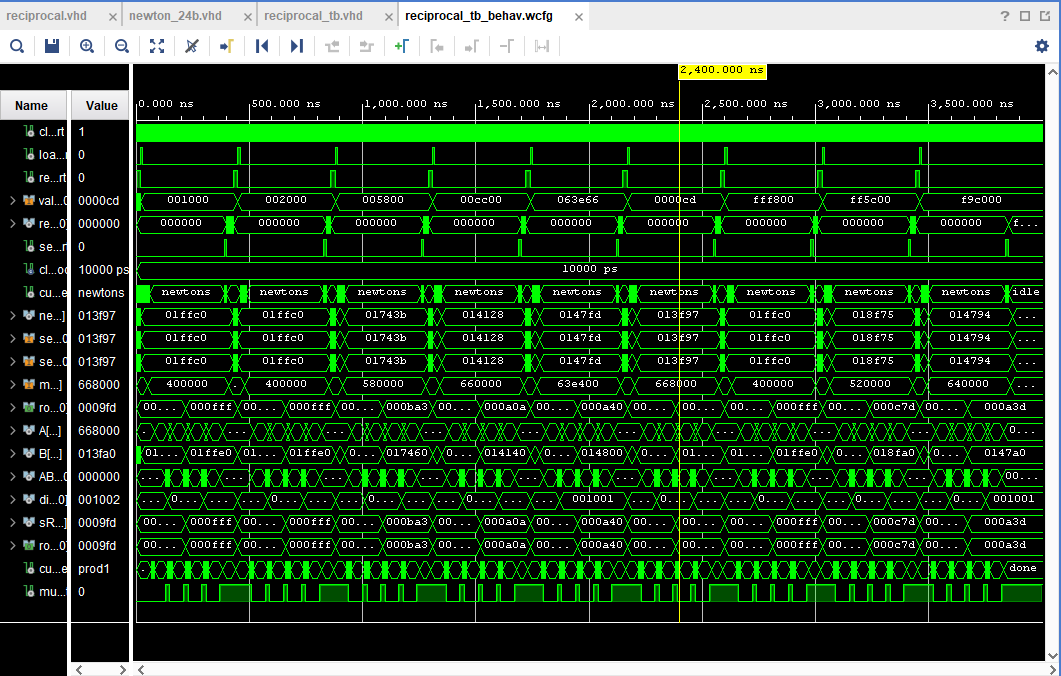 reciprocal.vhd × newton_24b.vhd × reciprocal_tb.vhd × reciprocal_tb_behav.wcfg × ?
2,400.000 ns
Name Value 0.000 ns 500.000 ns 1,000.000 ns 1,500.000 ns 2,000.000 ns 2,500.000 ns 3,000.000 ns 3,500.000 ns
cl...rt 1
loa... 0
re...rt 0
val... 0000cd 001000 002000 005800 00cc00 063e66 0000cd fff800 ff5c00 f9c000
re...0] 000000 000000 000000 000000 000000 000000 000000 000000 000000 000000 f...
se... 0
cl...oc 10000 ps 10000 ps
cu...e newtons newtons newtons newtons newtons newtons newtons newtons newtons newtons idle
ne...] 013f97 01ffc0 01ffc0 01743b 014128 0147fd 013f97 01ffc0 018f75 014794 ...
se...0 013f97 01ffc0 01ffc0 01743b 014128 0147fd 013f97 01ffc0 018f75 014794 ...
se...0 013f97 01ffc0 01ffc0 01743b 014128 0147fd 013f97 01ffc0 018f75 014794 ...
m...] 668000 400000 ... 400000 580000 660000 63e400 668000 400000 520000 640000 ...
ro...0] 0009fd 00... 000fff 00... 000fff 00... 000ba3 00... 000a0a 00... 000a40 00... 00... 000fff 00... 000c7d 00... 000a3d
A[...] 668000 0...
B[...] 013fa0 01... 01ffe0 01... 01ffe0 0... 017460 0... 014140 0... 014800 0... 01... 01ffe0 0... 018fa0 0... 0147a0
AB...0 000000 00...
di...0] 001002 0... 0... 0... 0... 001001 0... 0... 0... 001001
sR...] 0009fd 00... 000fff 00... 000fff 00... 000ba3 00... 000a0a 00... 000a40 00... 00... 000fff 00... 000c7d 00... 000a3d
ro...0] 0009fd 00... 000fff 00... 000fff 00... 000ba3 00... 000a0a 00... 000a40 00... 00... 000fff 00... 000c7d 00... 000a3d
cu...e prod1 done
mu... 0